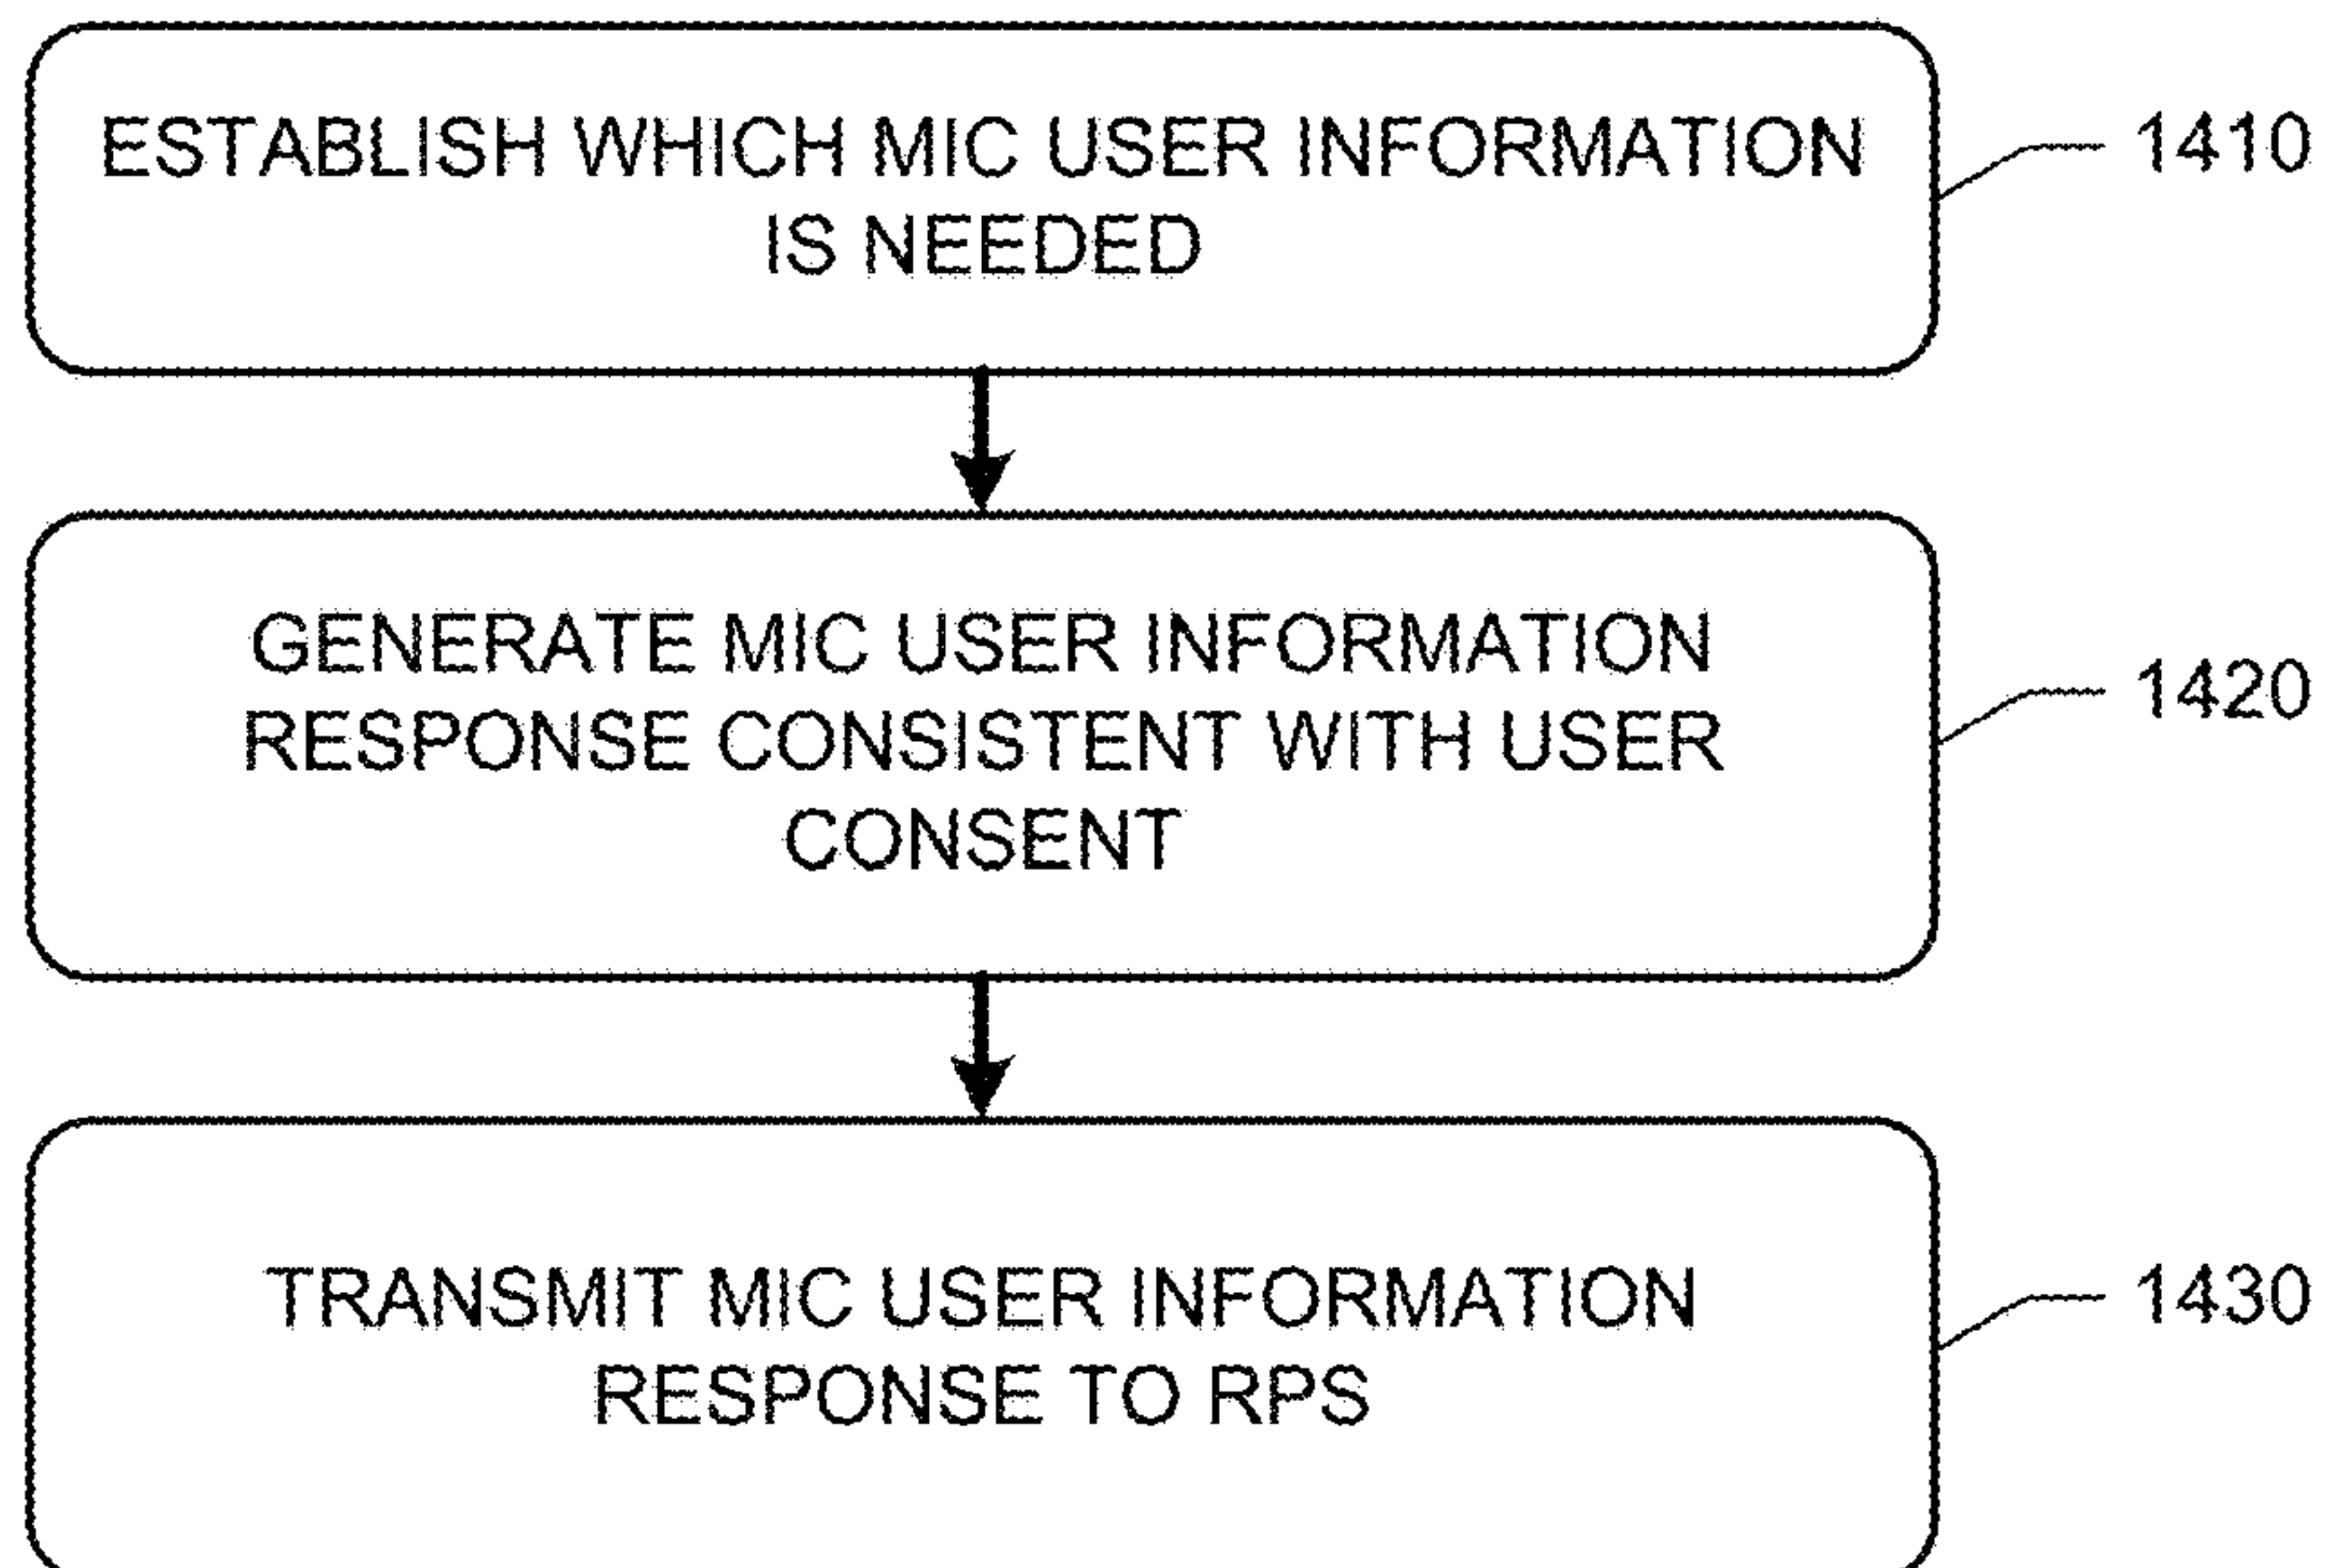 ESTABLISH WHICH MIC USER INFORMATION
IS NEEDED
1410
GENERATE MIC USER INFORMATION
RESPONSE CONSISTENT WITH USER
CONSENT
1420
TRANSMIT MIC USER INFORMATION
RESPONSE TO RPS
1430